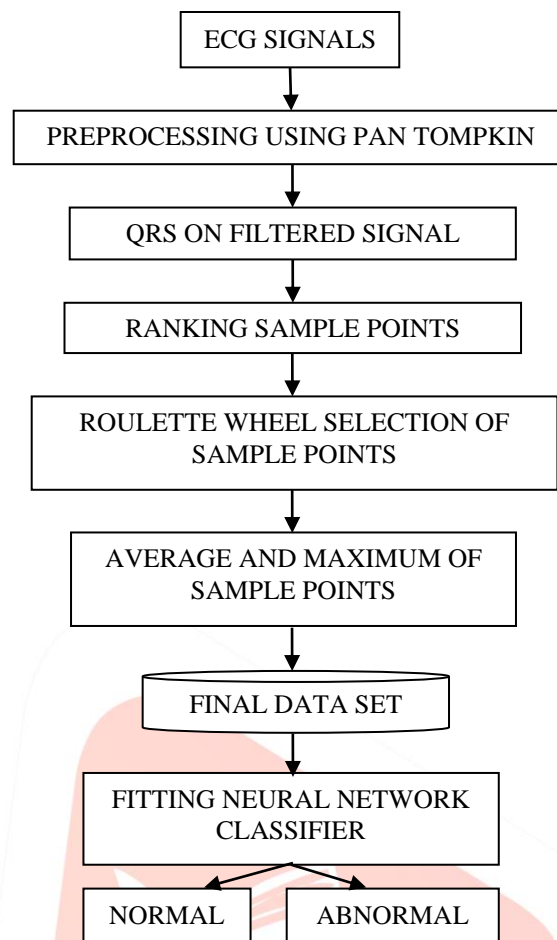 ECG SIGNALS
PREPROCESSING USING PAN TOMPKIN
QRS ON FILTERED SIGNAL
RANKING SAMPLE POINTS
ROULETTE WHEEL SELECTION OF
SAMPLE POINTS
AVERAGE AND MAXIMUM OF
SAMPLE POINTS
FINAL DATA SET
FITTING NEURAL NETWORK
CLASSIFIER
NORMAL
ABNORMAL